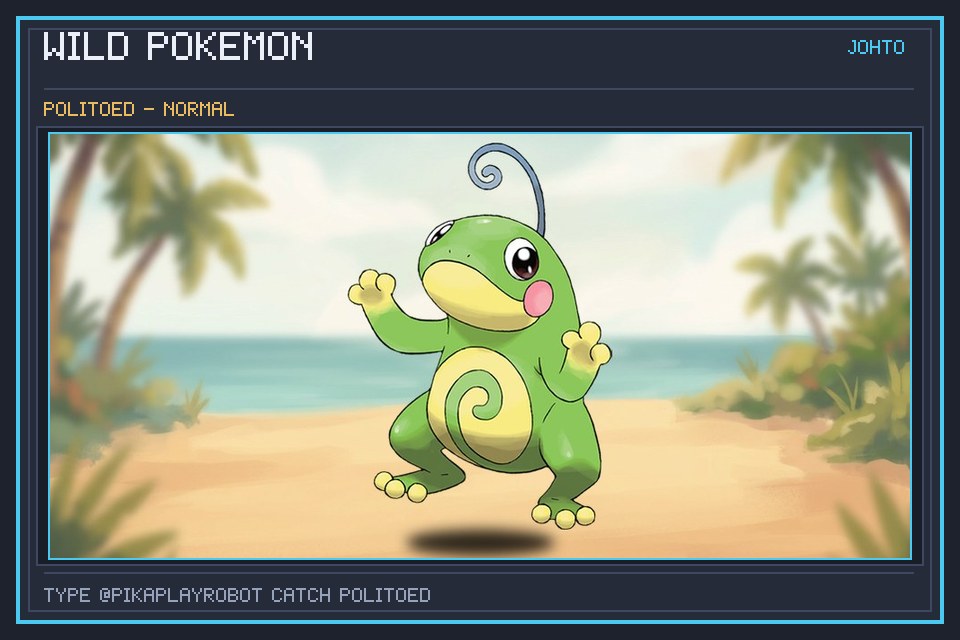 WILD POKEMON
JOHTO
POLITOED - NORMAL
TYPE @PIKAPLAYROBOT CATCH POLITOED